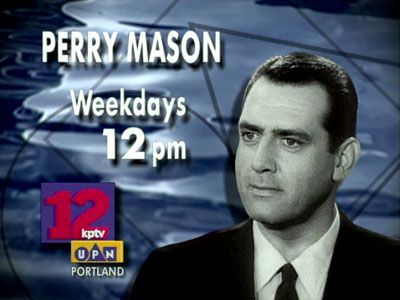 PERRY MASON
Weekdays
12 pm
12
kptv
UPN
PORTLAND